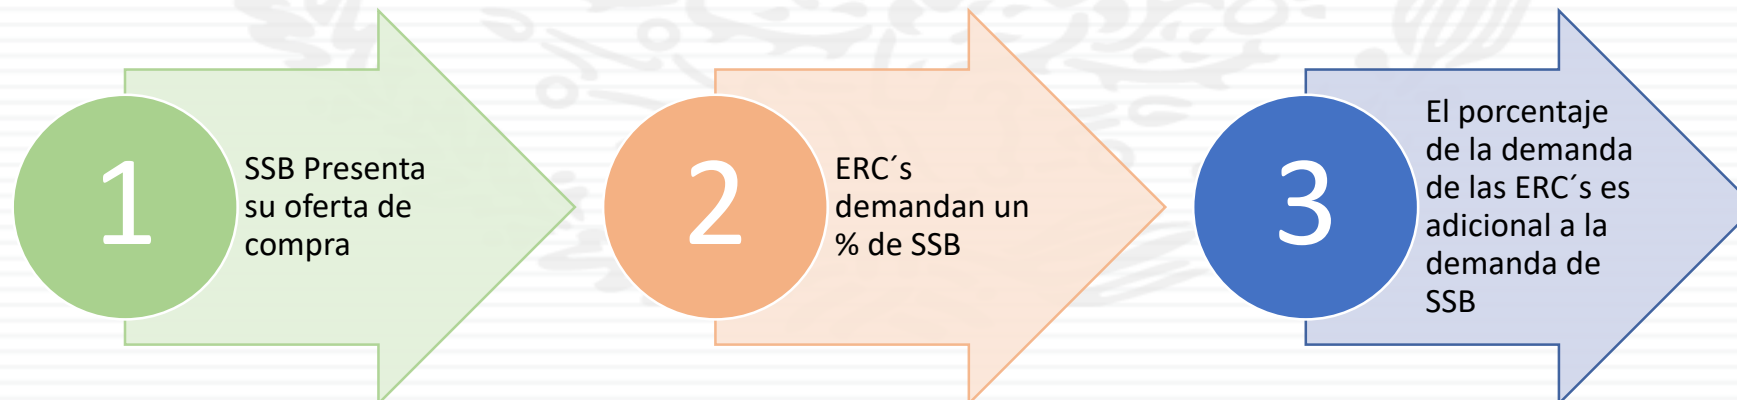 1
SSB Presenta
su oferta de
compra
2
ERC´s
demandan un
% de SSB
3
El porcentaje
de la demanda
de las ERC´s es
adicional a la
demanda de
SSB